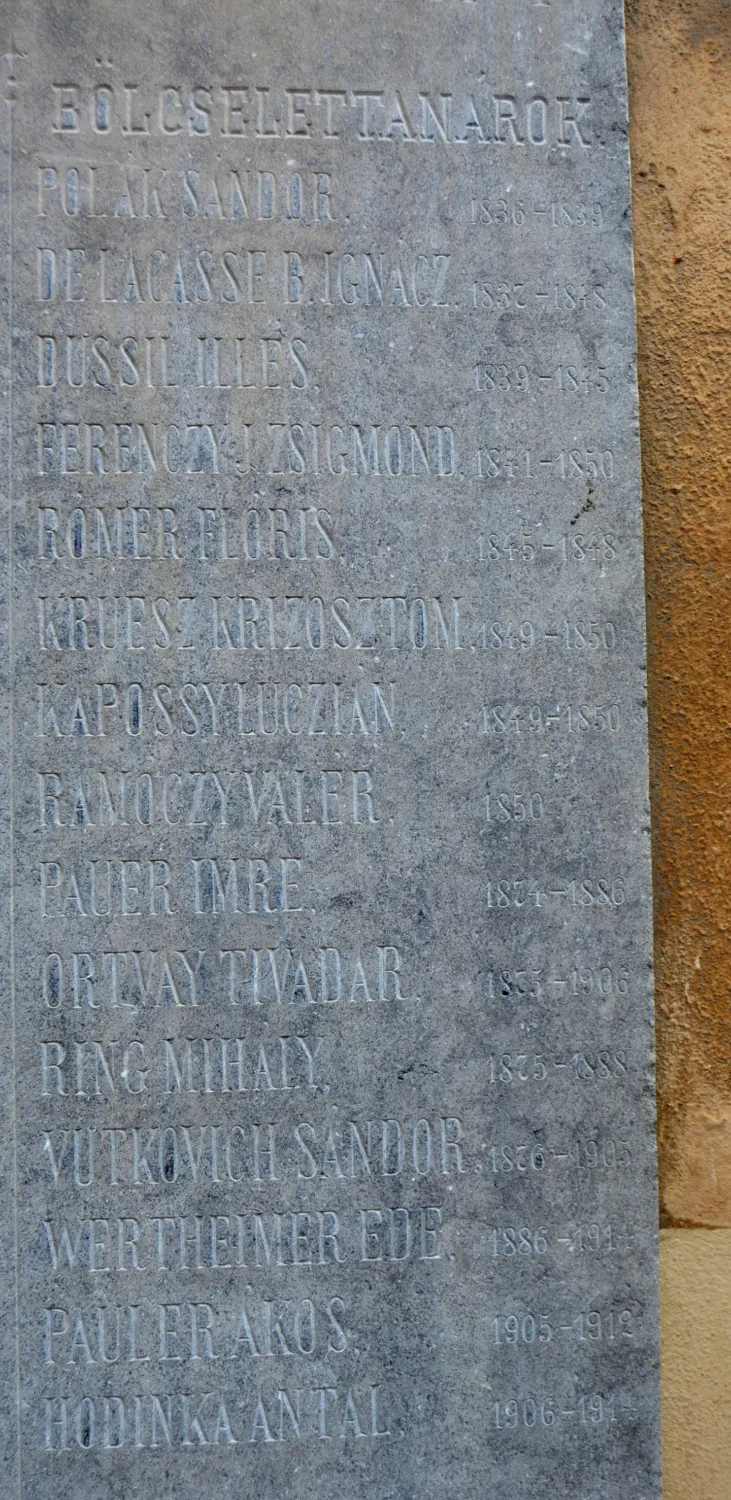 BÖLCSELETTANÁROK.
POLÁK SÁNDOR. 1836-1839
DE LACASSE B. IGNÁCZ. 1837-1848
DUSSIL ILLÉS. 1839-1845
FERENCZY J. ZSIGMOND. 1841-1850
RÓMER FLÓRIS. 1845-1848
KRUESZ KRIZOSZTOM. 1849-1850
KAPOSSY LUCZIÁN. 1849-1850
RAMÓCZY VALÉR. 1850
PAUER IMRE. 1874-1886
ORTVAY TIVADAR. 1875-1906
RING MIHÁLY. 1875-1888
VUTKOVICH SÁNDOR. 1876-1905
WERTHEIMER EDE. 1886-1914
PAULER ÁKOS. 1905-1912
HODINKA ANTAL. 1906-1914